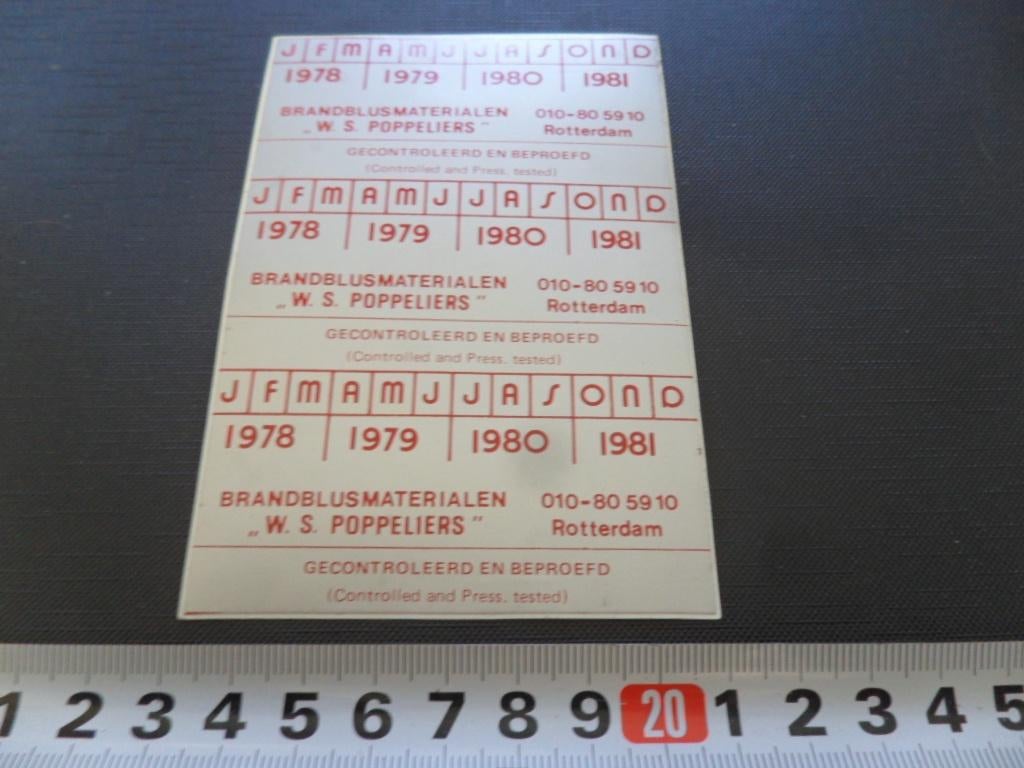 J F M A M J J A S O N D
1978 1979 1980 1981
BRANDBLUSMATERIALEN 010-80 59 10
„W. S. POPPELIERS” Rotterdam
GECONTROLEERD EN BEPROEFD
(Controlled and Press. tested)
J F M A M J J A S O N D
1978 1979 1980 1981
BRANDBLUSMATERIALEN 010-80 59 10
„W. S. POPPELIERS” Rotterdam
GECONTROLEERD EN BEPROEFD
(Controlled and Press. tested)
J F M A M J J A S O N D
1978 1979 1980 1981
BRANDBLUSMATERIALEN 010-80 59 10
„W. S. POPPELIERS” Rotterdam
GECONTROLEERD EN BEPROEFD
(Controlled and Press. tested)
1 2 3 4 5 6 7 8 9 20 1 2 3 4 5